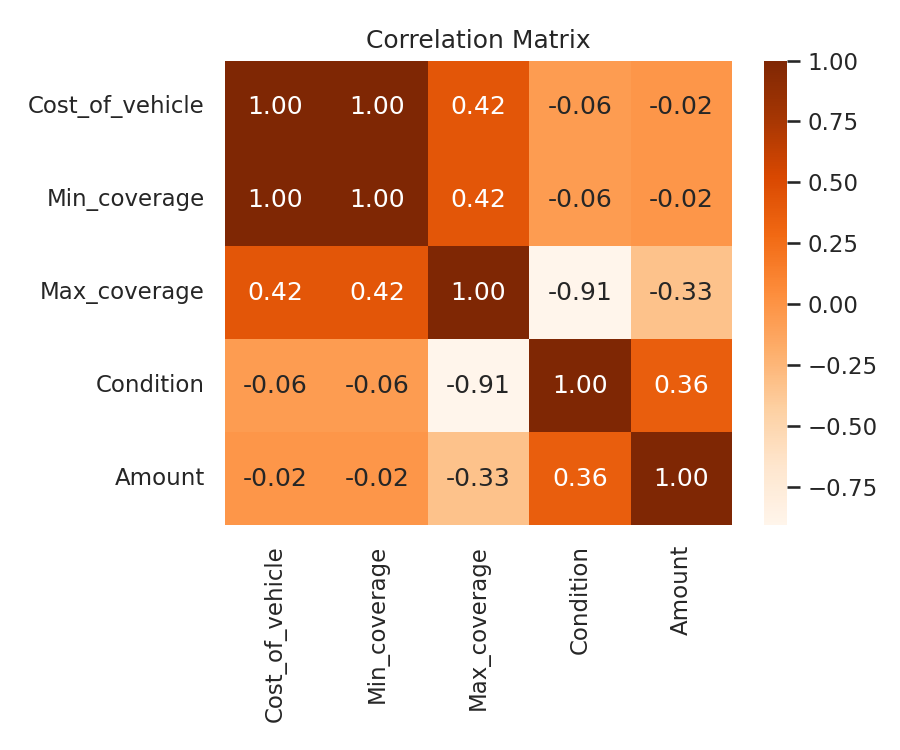 Correlation Matrix
Cost_of_vehicle 1.00 1.00 0.42 -0.06 -0.02
Min_coverage 1.00 1.00 0.42 -0.06 -0.02
Max_coverage 0.42 0.42 1.00 -0.91 -0.33
Condition -0.06 -0.06 -0.91 1.00 0.36
Amount -0.02 -0.02 -0.33 0.36 1.00
Cost_of_vehicle
Min_coverage
Max_coverage
Condition
Amount
1.00
0.75
0.50
0.25
0.00
−0.25
−0.50
−0.75